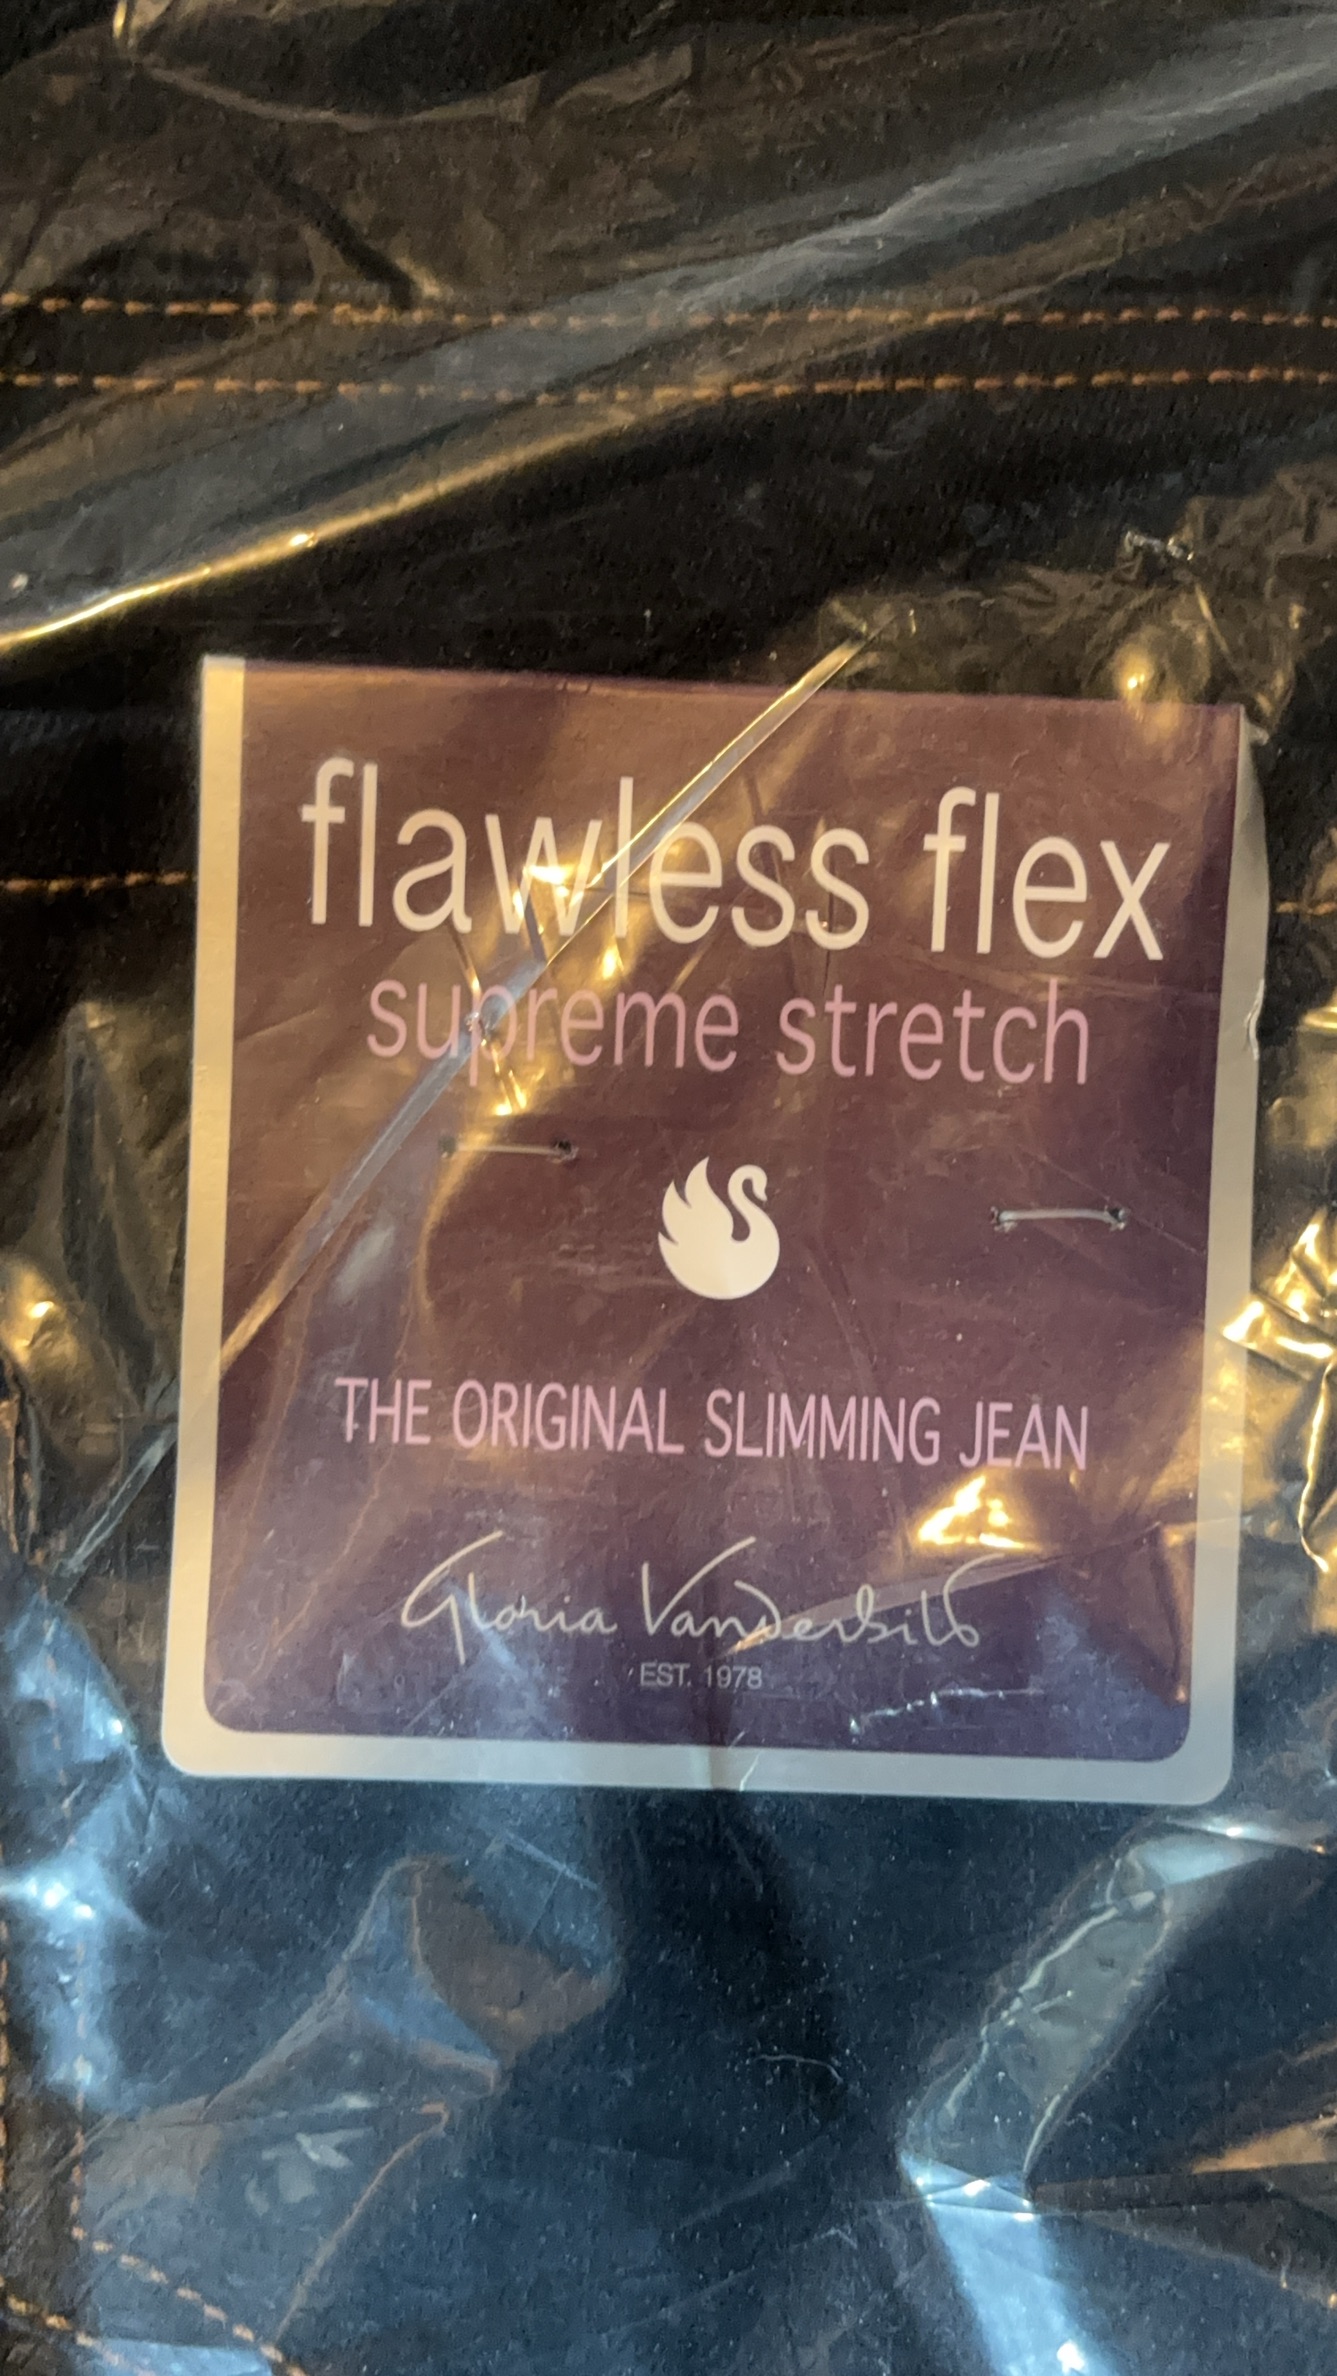 flawless flex
supreme stretch
THE ORIGINAL SLIMMING JEAN
Gloria Vanderbilt
EST. 1978